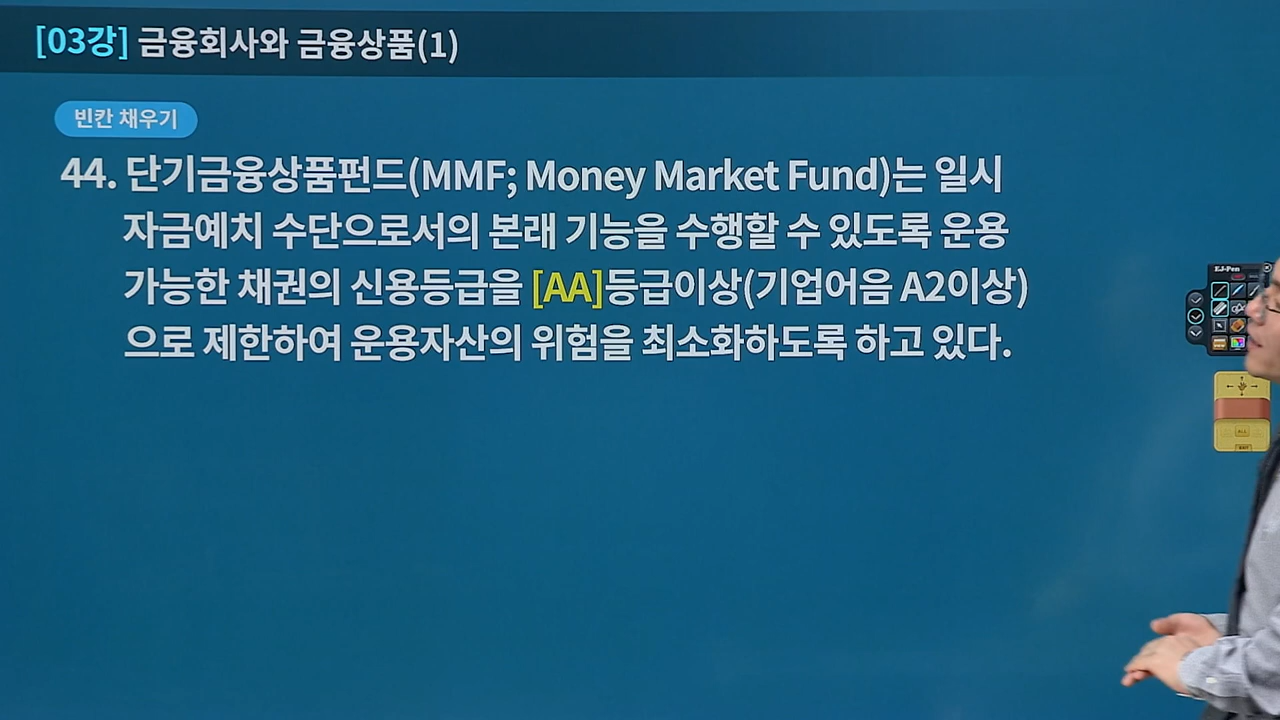 [03강] 금융회사와 금융상품(1)
빈칸 채우기
44. 단기금융상품펀드(MMF; Money Market Fund)는 일시
자금예치 수단으로서의 본래 기능을 수행할 수 있도록 운용
가능한 채권의 신용등급을 [AA]등급이상(기업어음 A2이상)
으로 제한하여 운용자산의 위험을 최소화하도록 하고 있다.
EJ-Pen
ALL